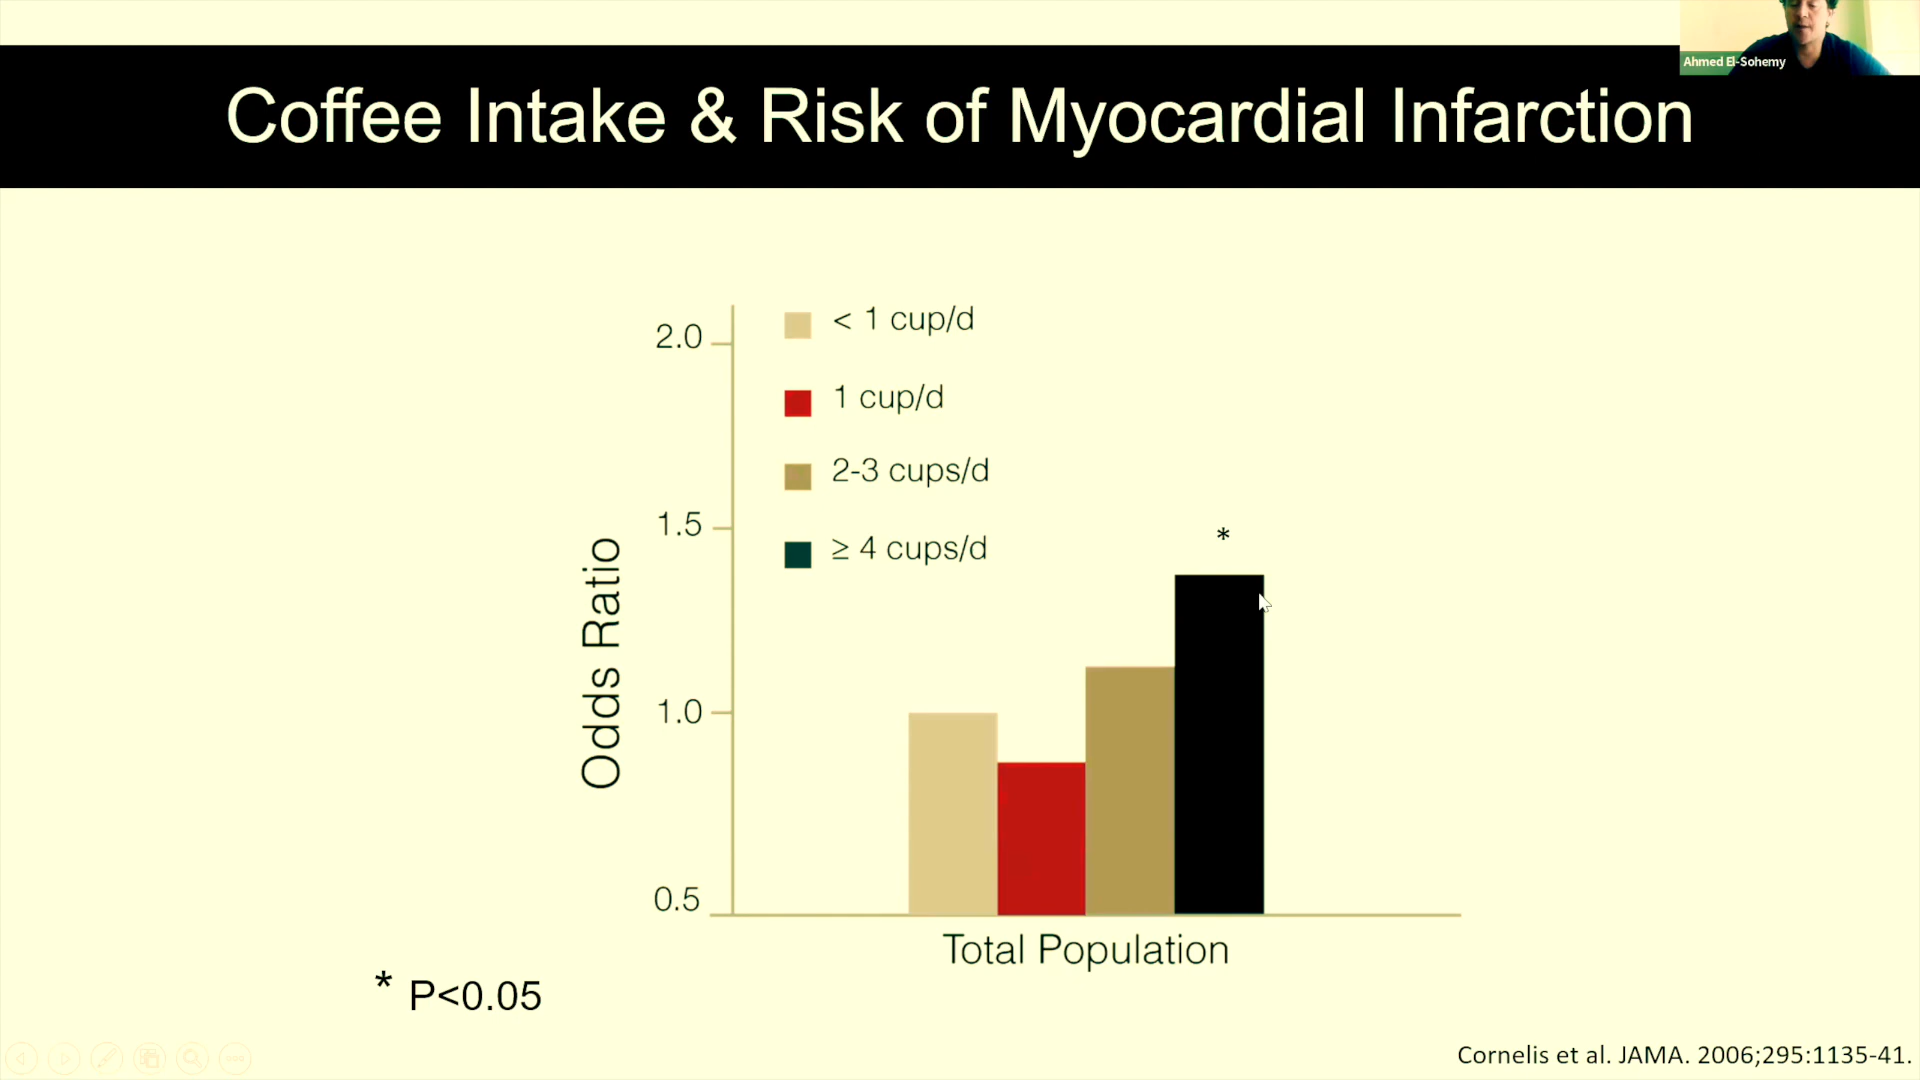 Ahmed El-Sohemy
Coffee Intake & Risk of Myocardial Infarction
< 1 cup/d
1 cup/d
2-3 cups/d
≥ 4 cups/d
2.0
1.5
1.0
0.5
Odds Ratio
*
Total Population
* P<0.05
Cornelis et al. JAMA. 2006;295:1135-41.